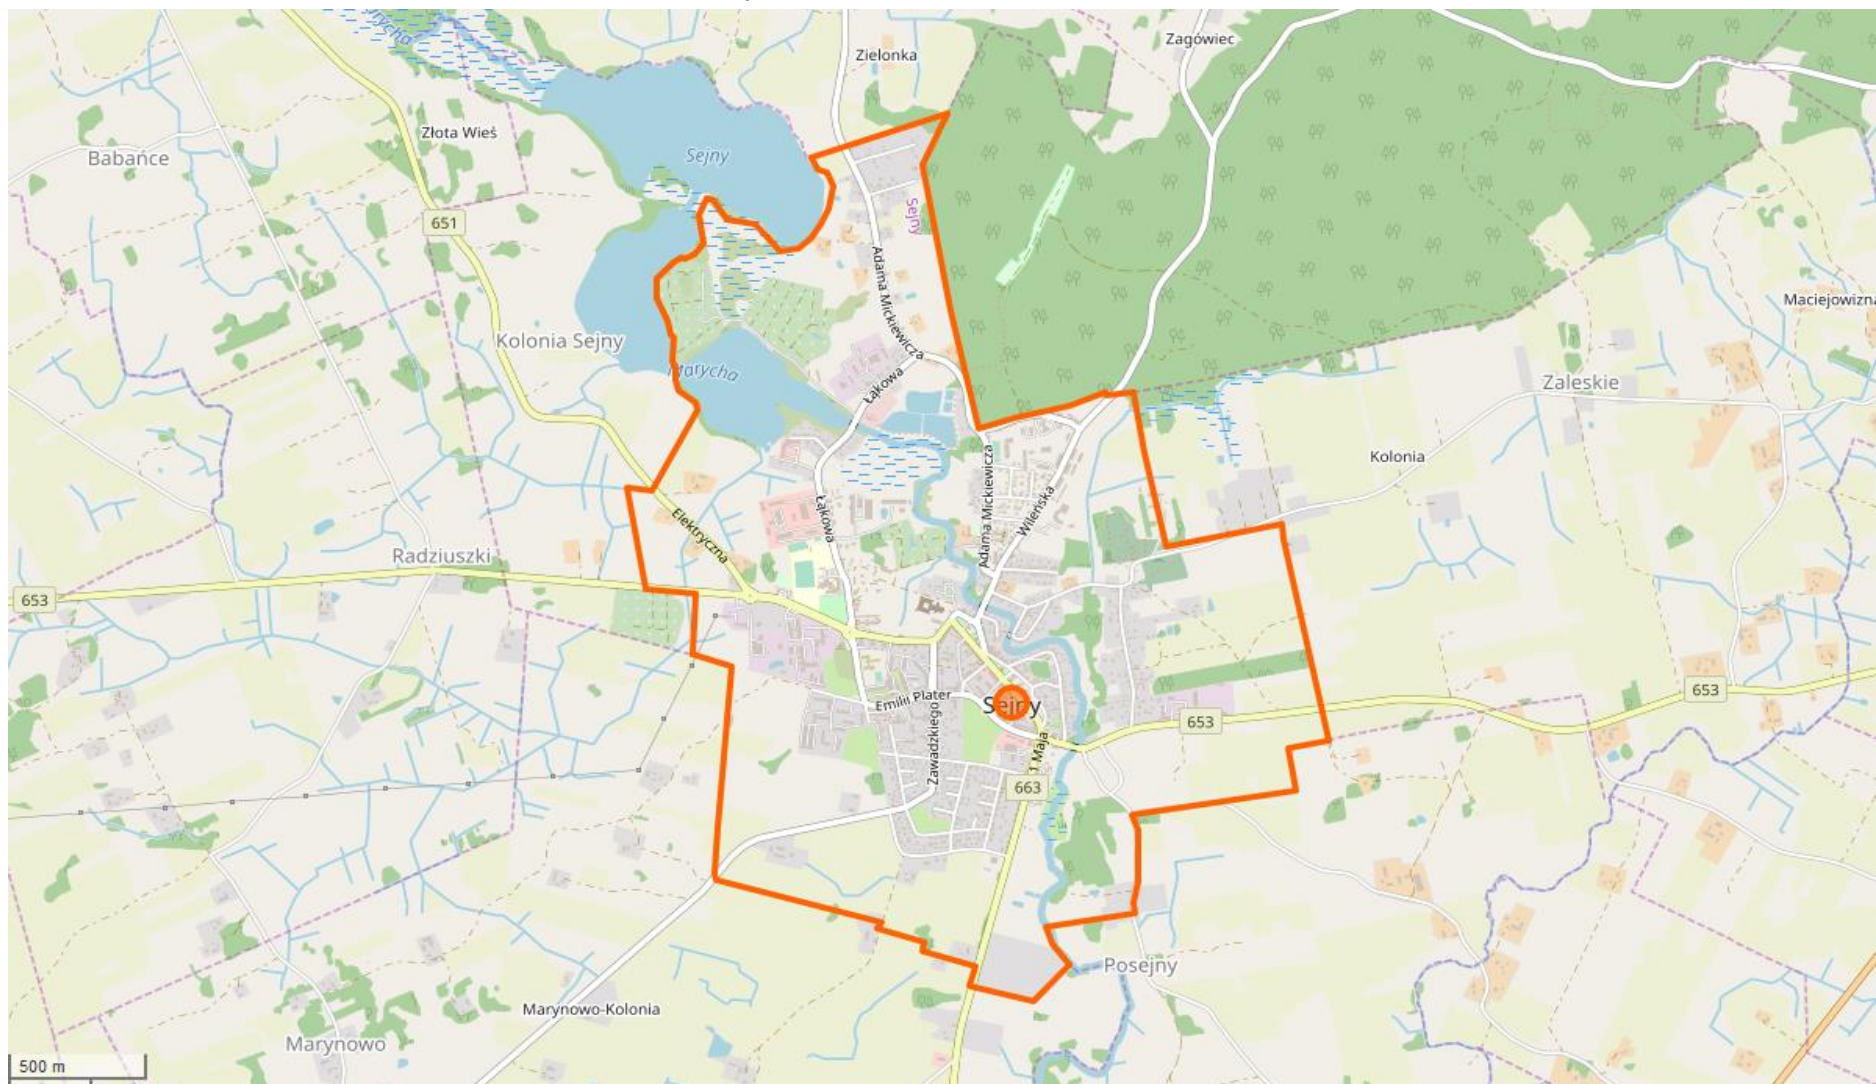 Marycha
Zielonka
Zagówiec
Złota Wieś
Babańce
Sejny
651
Sejny
Adama Mickiewicza
Maciejowizna
Kolonia Sejny
Marycha
Łąkowa
Zaleskie
Kolonia
Adama Mickiewicza
Wileńska
Łąkowa
Elektryczna
Radziuszki
653
Emilii Plater
Sejny
653
653
Zawadzkiego
1 Maja
663
Posejny
Marynowo-Kolonia
Marynowo
500 m